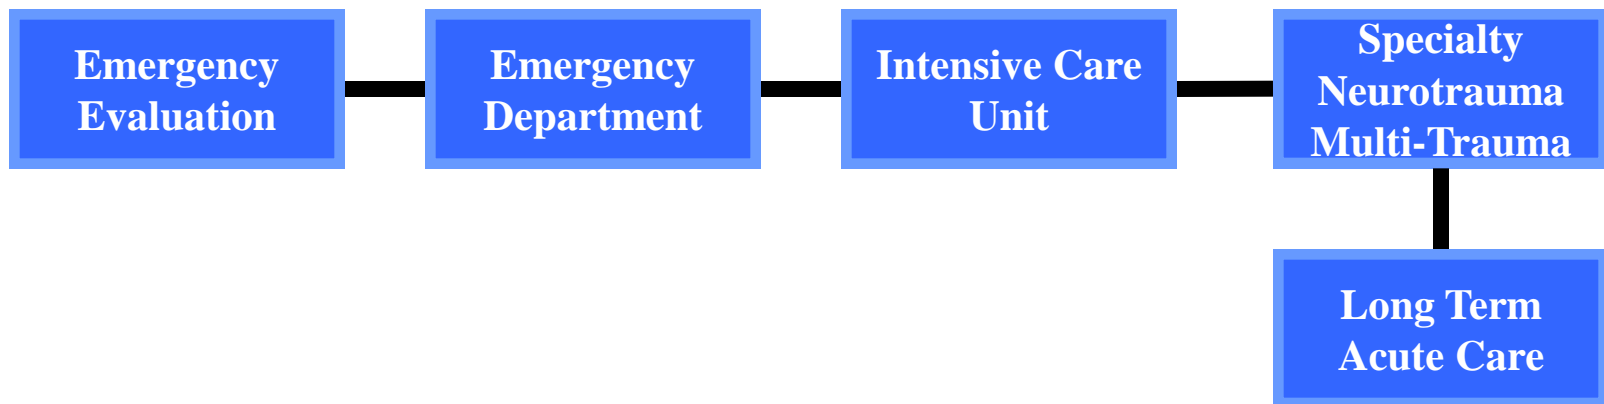 Emergency
Evaluation
Emergency
Department
Intensive Care
Unit
Specialty
Neurotrauma
Multi-Trauma
Long Term
Acute Care